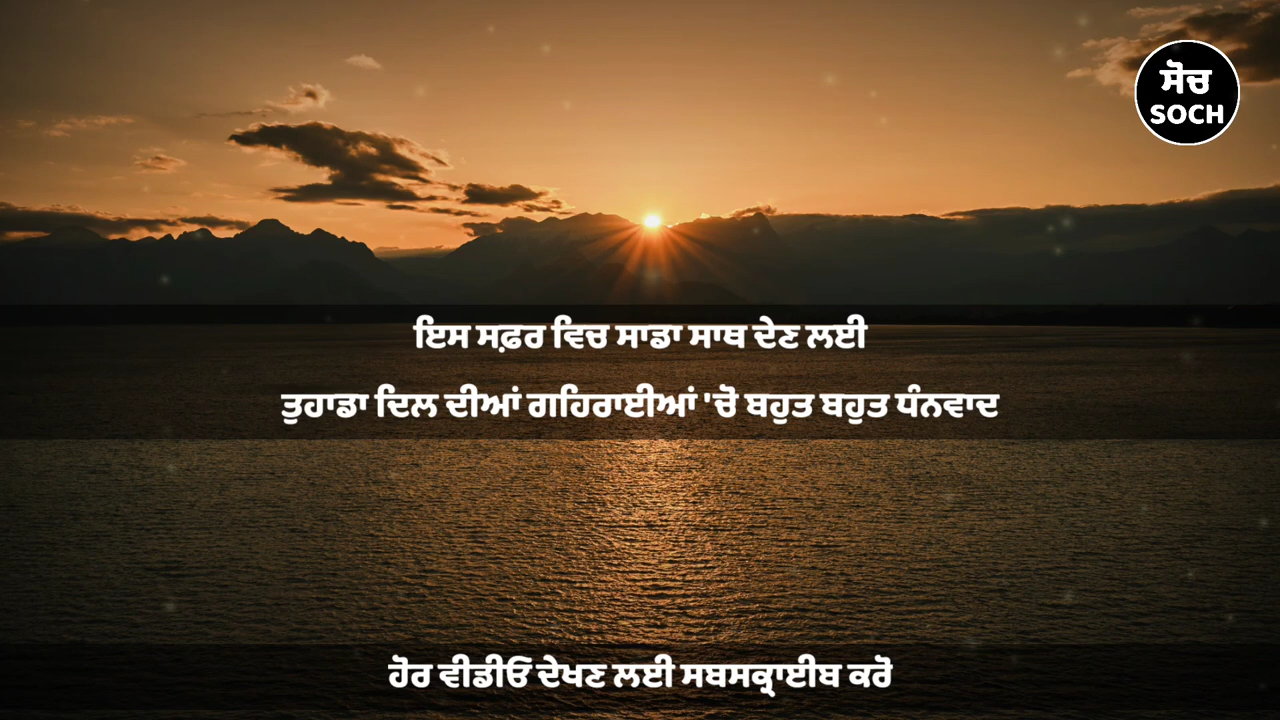 ਸੋਚ
SOCH
ਇਸ ਸਫ਼ਰ ਵਿਚ ਸਾਡਾ ਸਾਥ ਦੇਣ ਲਈ
ਤੁਹਾਡਾ ਦਿਲ ਦੀਆਂ ਗਹਿਰਾਈਆਂ 'ਚੋ ਬਹੁਤ ਬਹੁਤ ਧੰਨਵਾਦ
ਹੋਰ ਵੀਡੀਓ ਦੇਖਣ ਲਈ ਸਬਸਕ੍ਰਾਈਬ ਕਰੋ